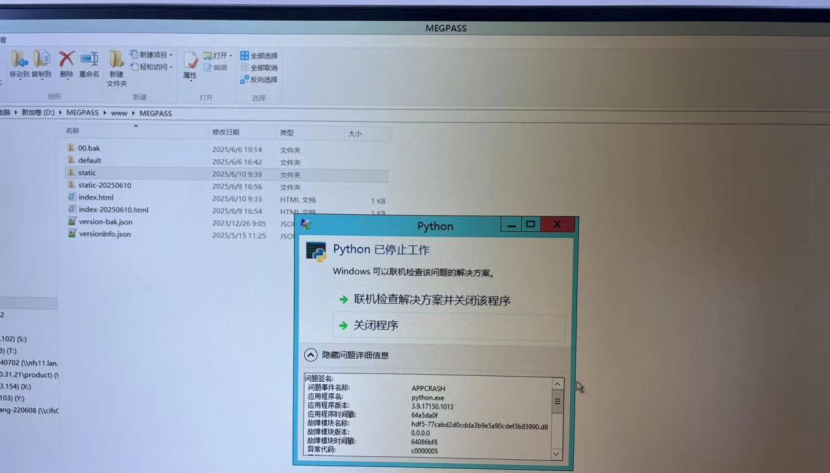 MEGPASS
移动到 复制到 删除 重命名 新建文件夹 新建项目 轻松访问 属性 打开 编辑 全部选择 全部取消 反向选择
组织 新建 打开 选择
电脑 ▸ 新加卷 (D:) ▸ MEGPASS ▸ www ▸ MEGPASS
名称 修改日期 类型 大小
00.bak 2025/6/6 19:14 文件夹
default 2025/6/6 16:42 文件夹
static 2025/6/10 9:39 文件夹
static-20250610 2025/6/9 16:56 文件夹
index.html 2025/6/10 9:33 HTML 文档 1 KB
index-20250610.html 2025/6/9 16:54 HTML 文档 1 KB
version-bak.json 2023/12/26 9:05 JSO
versionInfo.json 2025/5/15 11:25 JSO
Python
Python 已停止工作
Windows 可以联机检查该问题的解决方案。
联机检查解决方案并关闭该程序
关闭程序
隐藏问题详细信息
问题签名:
问题事件名称: APPCRASH
应用程序名: python.exe
应用程序版本: 3.9.17150.1013
应用程序时间戳: 64a5da0f
故障模块名称: hdf5-77cabd2d0cdda3b9e5a90cdef3b85990.dll
故障模块版本: 0.0.0.0
故障模块时间戳: 64086bf8
异常代码: c0000005
2
.102) (S:)
) (T:)
40702 (\\nfs11.lan.
0.31.21\product) (\
3.154) (X:)
103) (Y:)
ang-220608 (\\cifs